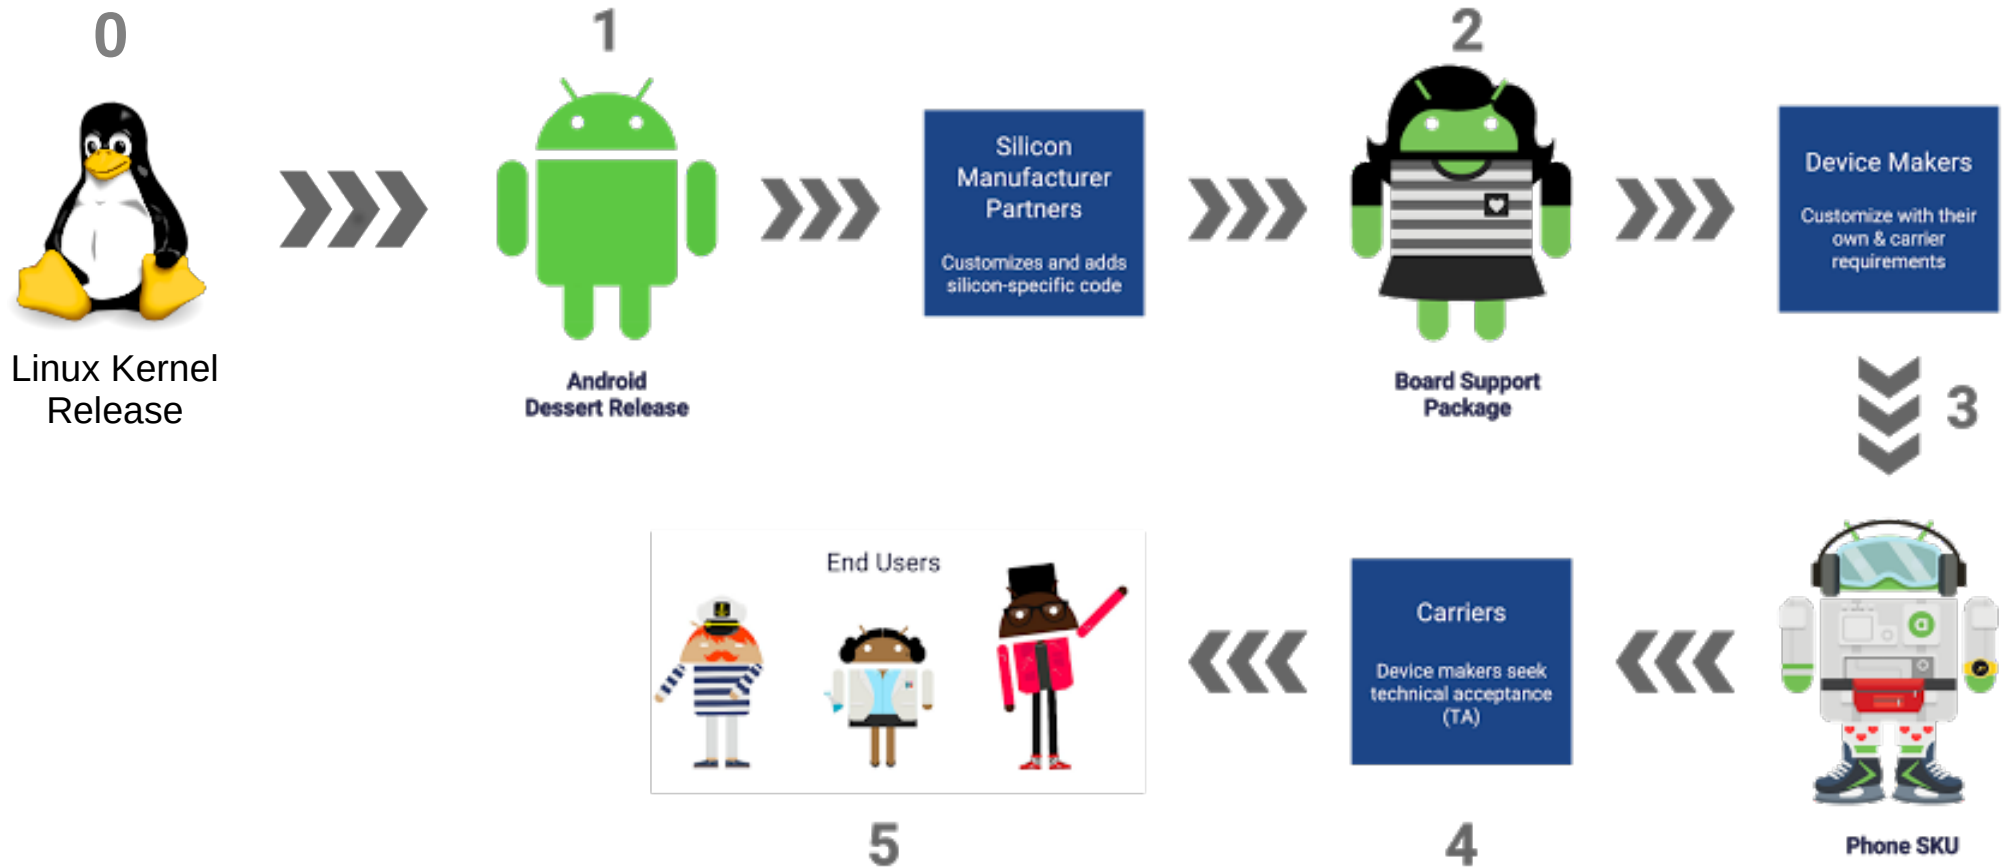 0
1
2
Silicon
Manufacturer
Partners
Customizes and adds
silicon-specific code
Device Makers
Customize with their
own & carrier
requirements
Linux Kernel
Release
Android
Dessert Release
Board Support
Package
3
End Users
Carriers
Device makers seek
technical acceptance
(TA)
a
5
4
Phone SKU